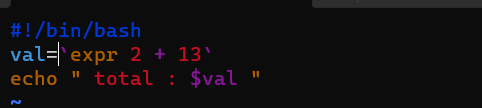 #!/bin/bash
val=`expr 2 + 13`
echo " total : $val "
~